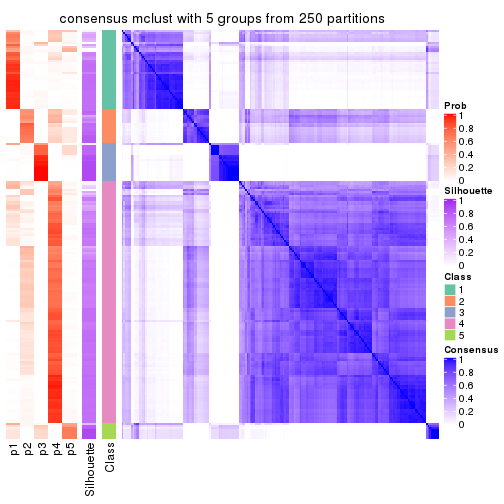 consensus mclust with 5 groups from 250 partitions
Prob
1
0.8
0.6
0.4
0.2
0
Silhouette
1
0.8
0.6
0.4
0.2
0
Class
1
2
3
4
5
Consensus
1
0.8
0.6
0.4
0.2
0
p1
p2
p3
p4
p5
Silhouette
Class